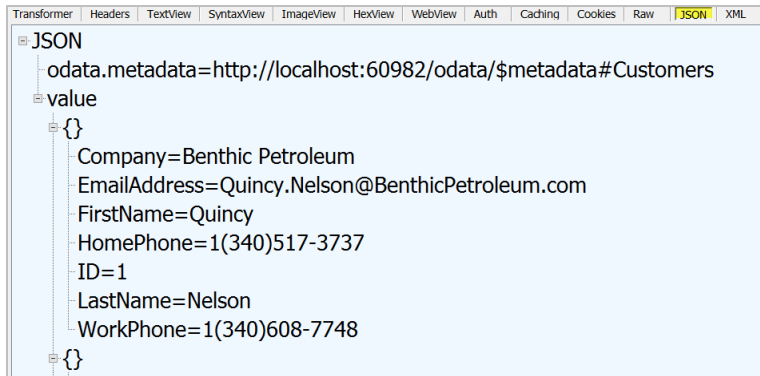 Transformer Headers TextView SyntaxView ImageView HexView WebView Auth Caching Cookies Raw JSON XML
JSON
odata.metadata=http://localhost:60982/odata/$metadata#Customers
value
{}
Company=Benthic Petroleum
EmailAddress=Quincy.Nelson@BenthicPetroleum.com
FirstName=Quincy
HomePhone=1(340)517-3737
ID=1
LastName=Nelson
WorkPhone=1(340)608-7748
{}